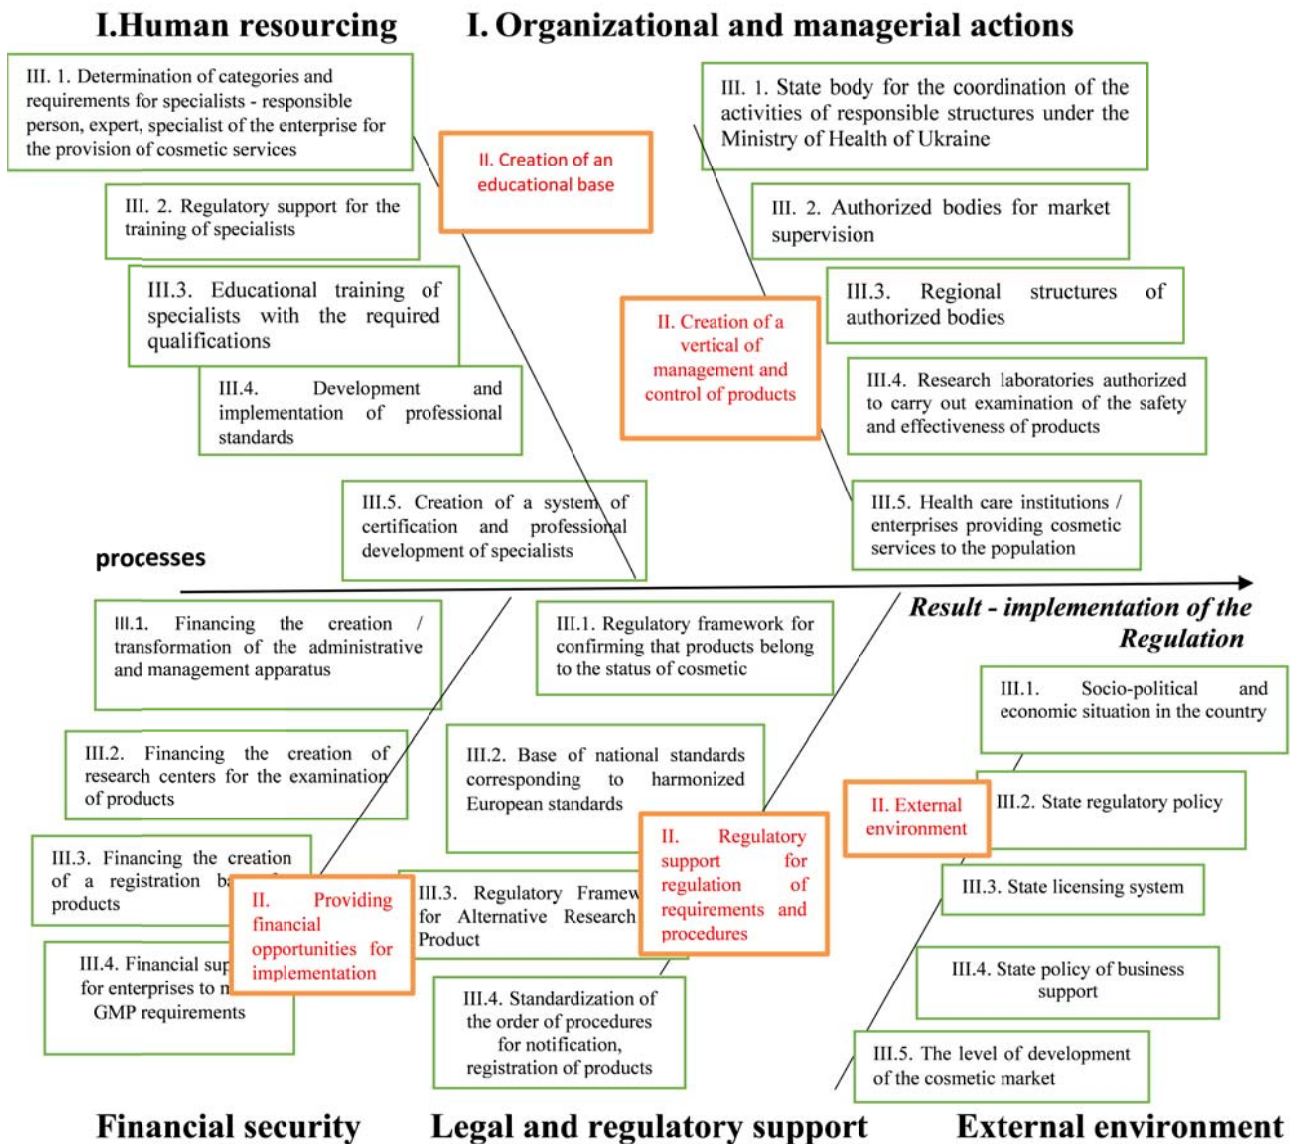 I.Human resourcing
I. Organizational and managerial actions
III. 1. Determination of categories and
requirements for specialists - responsible
person, expert, specialist of the enterprise for
the provision of cosmetic services
II. Creation of an
educational base
III. 2. Regulatory support for the
training of specialists
III.3. Educational training of
specialists with the required
qualifications
III.4. Development and
implementation of professional
standards
III.5. Creation of a system of
certification and professional
development of specialists
III. 1. State body for the coordination of the
activities of responsible structures under the
Ministry of Health of Ukraine
III. 2. Authorized bodies for market
supervision
III.3. Regional structures of
authorized bodies
II. Creation of a
vertical of
management and
control of products
III.4. Research laboratories authorized
to carry out examination of the safety
and effectiveness of products
III.5. Health care institutions /
enterprises providing cosmetic
services to the population
processes
Result - implementation of the
Regulation
III.1. Financing the creation /
transformation of the administrative
and management apparatus
III.2. Financing the creation of
research centers for the examination
of products
III.3. Financing the creation
of a registration
products
II. Providing
financial
opportunities for
implementation
III.4. Financial
for enterprises to
GMP requirements
III.1. Regulatory framework for
confirming that products belong
to the status of cosmetic
III.2. Base of national standards
corresponding to harmonized
European standards
II. Regulatory
support for
regulation of
requirements and
procedures
III.3. Regulatory
for Alternative Research
Product
III.4. Standardization of
the order of procedures
for notification,
registration of products
III.1. Socio-political and
economic situation in the country
II. External
environment
III.2. State regulatory policy
III.3. State licensing system
III.4. State policy of business
support
III.5. The level of development
of the cosmetic market
Financial security
Legal and regulatory support
External environment